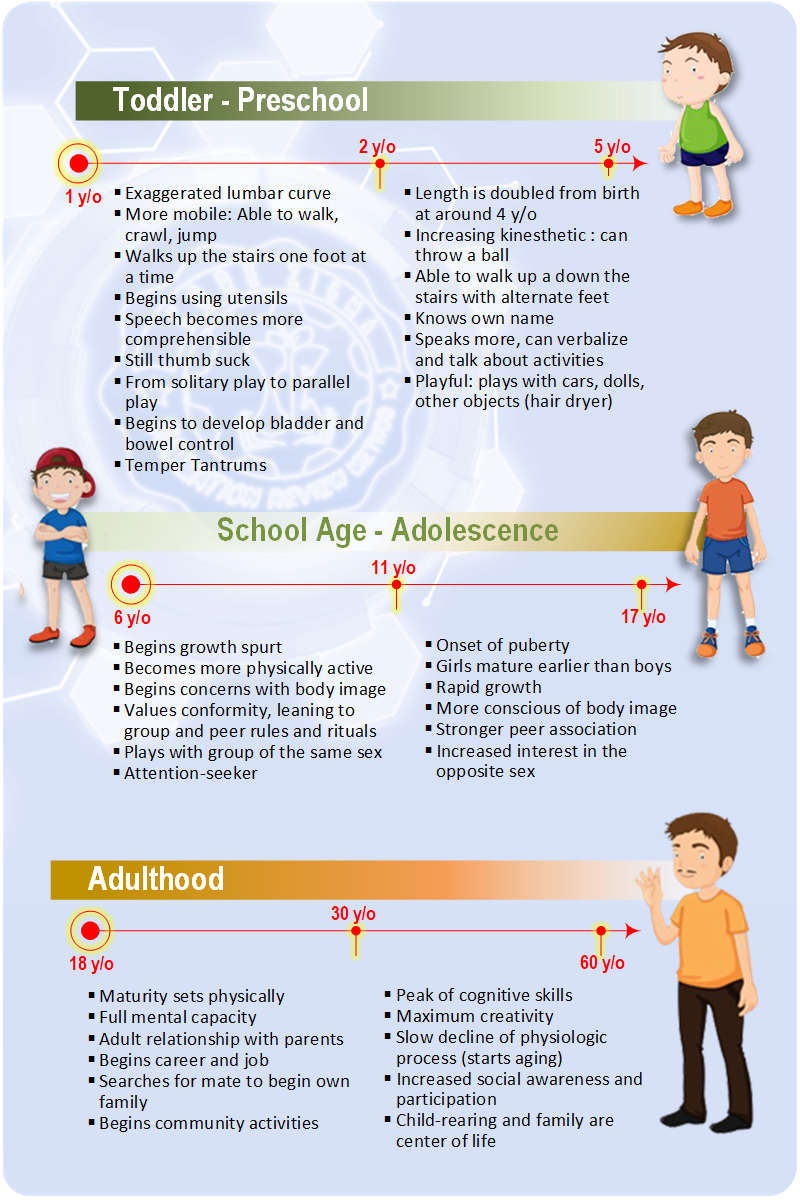 Toddler - Preschool
2 y/o
5 y/o
1 y/o
▪ Exaggerated lumbar curve
▪ More mobile: Able to walk,
crawl, jump
▪ Walks up the stairs one foot at
a time
▪ Begins using utensils
▪ Speech becomes more
comprehensible
▪ Still thumb suck
▪ From solitary play to parallel
play
▪ Begins to develop bladder and
bowel control
▪ Temper Tantrums
▪ Length is doubled from birth
at around 4 y/o
▪ Increasing kinesthetic : can
throw a ball
▪ Able to walk up a down the
stairs with alternate feet
▪ Knows own name
▪ Speaks more, can verbalize
and talk about activities
▪ Playful: plays with cars, dolls,
other objects (hair dryer)
REVIEW
School Age - Adolescence
11 y/o
6 y/o
17 y/o
▪ Begins growth spurt
▪ Becomes more physically active
▪ Begins concerns with body image
▪ Values conformity, leaning to
group and peer rules and rituals
▪ Plays with group of the same sex
▪ Attention-seeker
▪ Onset of puberty
▪ Girls mature earlier than boys
▪ Rapid growth
▪ More conscious of body image
▪ Stronger peer association
▪ Increased interest in the
opposite sex
Adulthood
30 y/o
18 y/o
60 y/o
▪ Maturity sets physically
▪ Full mental capacity
▪ Adult relationship with parents
▪ Begins career and job
▪ Searches for mate to begin own
family
▪ Begins community activities
▪ Peak of cognitive skills
▪ Maximum creativity
▪ Slow decline of physiologic
process (starts aging)
▪ Increased social awareness and
participation
▪ Child-rearing and family are
center of life